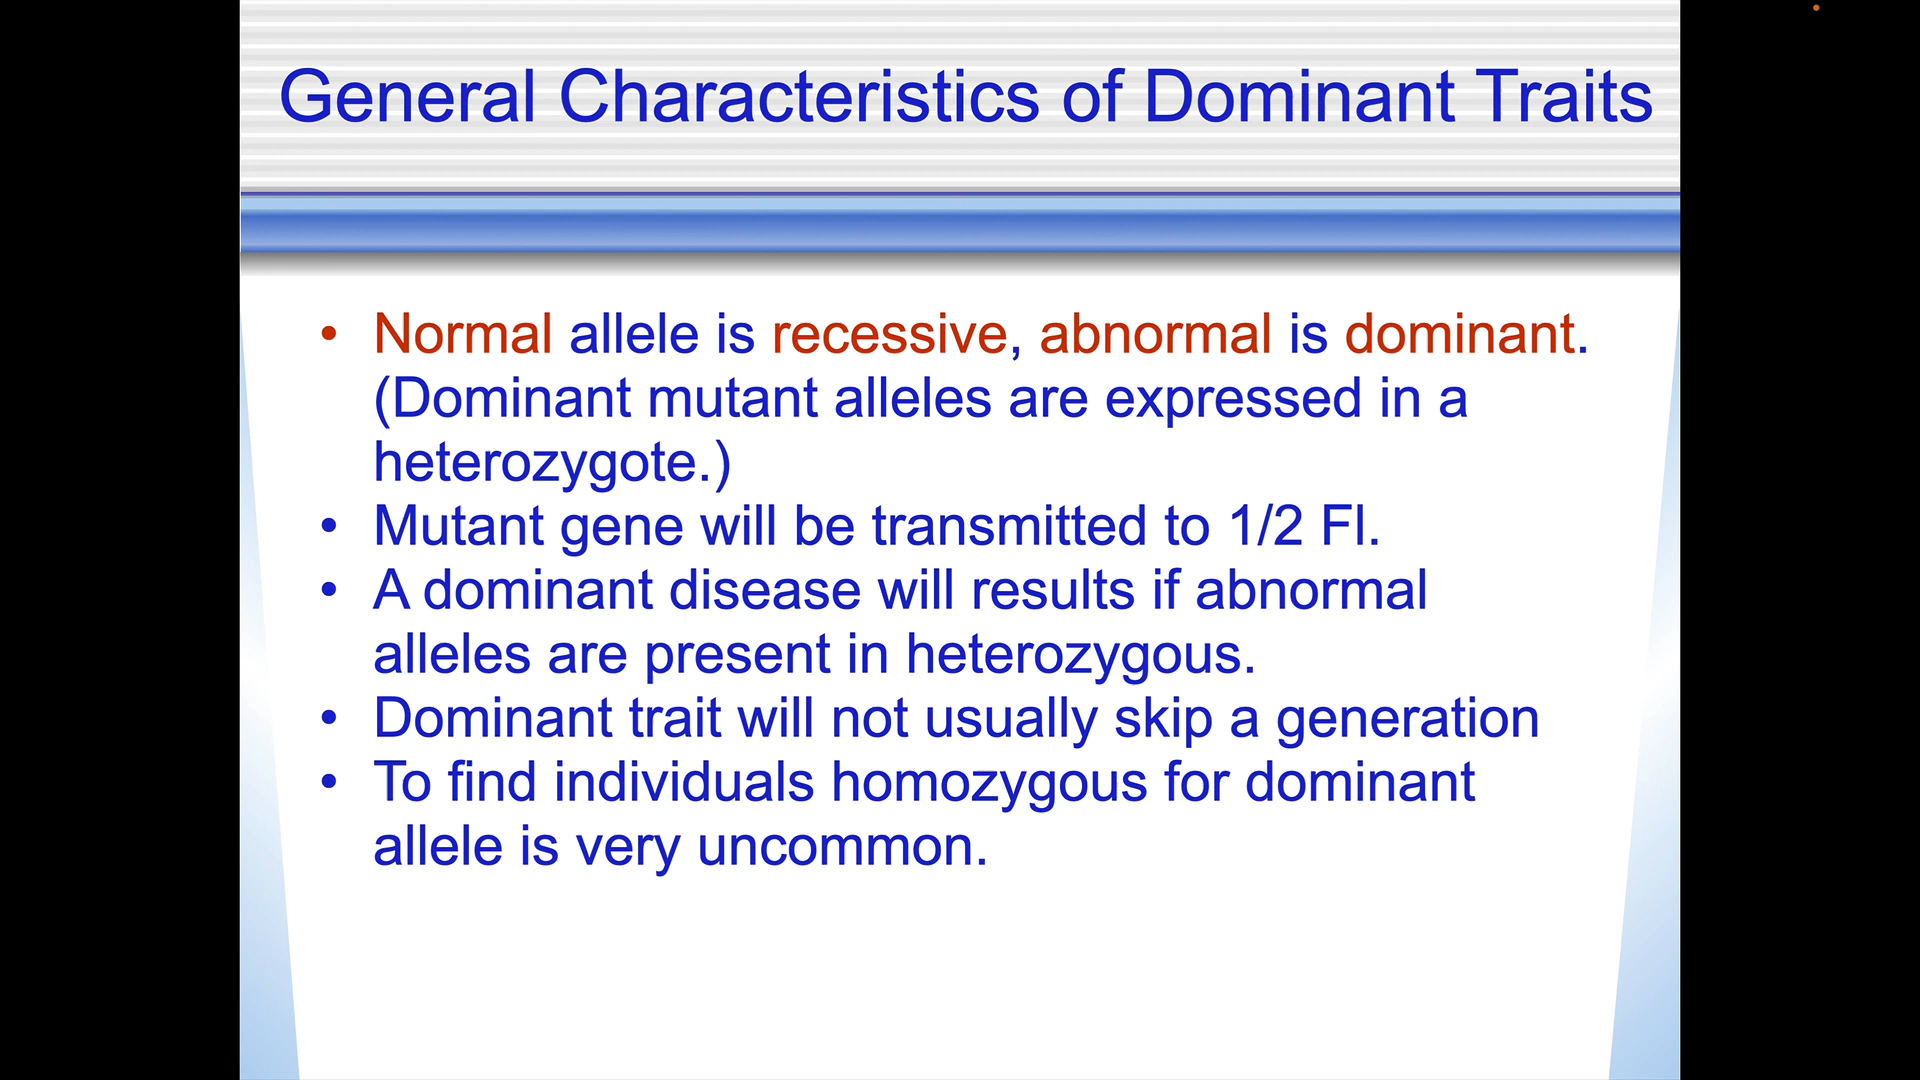 General Characteristics of Dominant Traits
• Normal allele is recessive, abnormal is dominant.
(Dominant mutant alleles are expressed in a
heterozygote.)
• Mutant gene will be transmitted to 1/2 Fl.
• A dominant disease will results if abnormal
alleles are present in heterozygous.
• Dominant trait will not usually skip a generation
• To find individuals homozygous for dominant
allele is very uncommon.